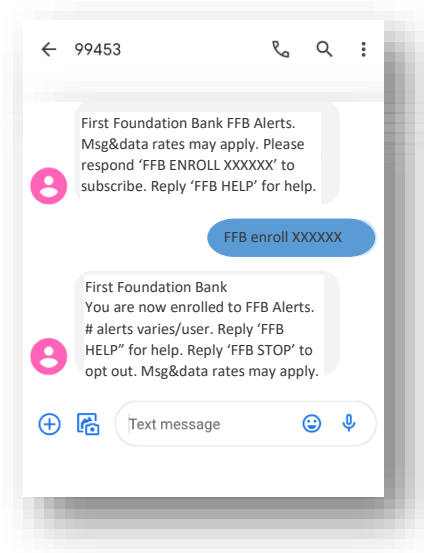 99453
First Foundation Bank FFB Alerts.
Msg&data rates may apply. Please
respond ‘FFB ENROLL XXXXXX’ to
subscribe. Reply ‘FFB HELP’ for help.
FFB enroll XXXXXX
First Foundation Bank
You are now enrolled to FFB Alerts.
# alerts varies/user. Reply ‘FFB
HELP” for help. Reply ‘FFB STOP’ to
opt out. Msg&data rates may apply.
Text message